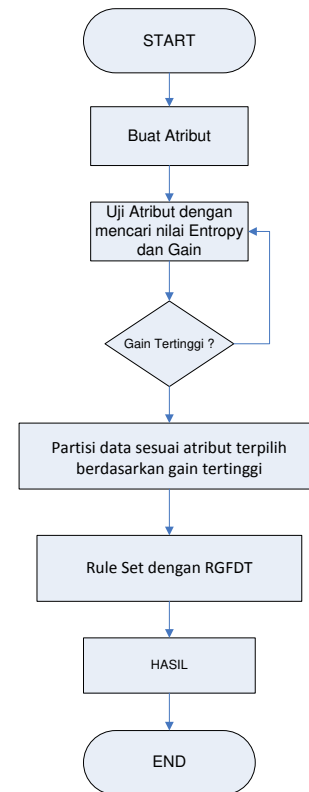 START
Buat Atribut
Uji Atribut dengan
mencari nilai Entropy
dan Gain
Gain Tertinggi ?
Partisi data sesuai atribut terpilih
berdasarkan gain tertinggi
Rule Set dengan RGFDT
HASIL
END